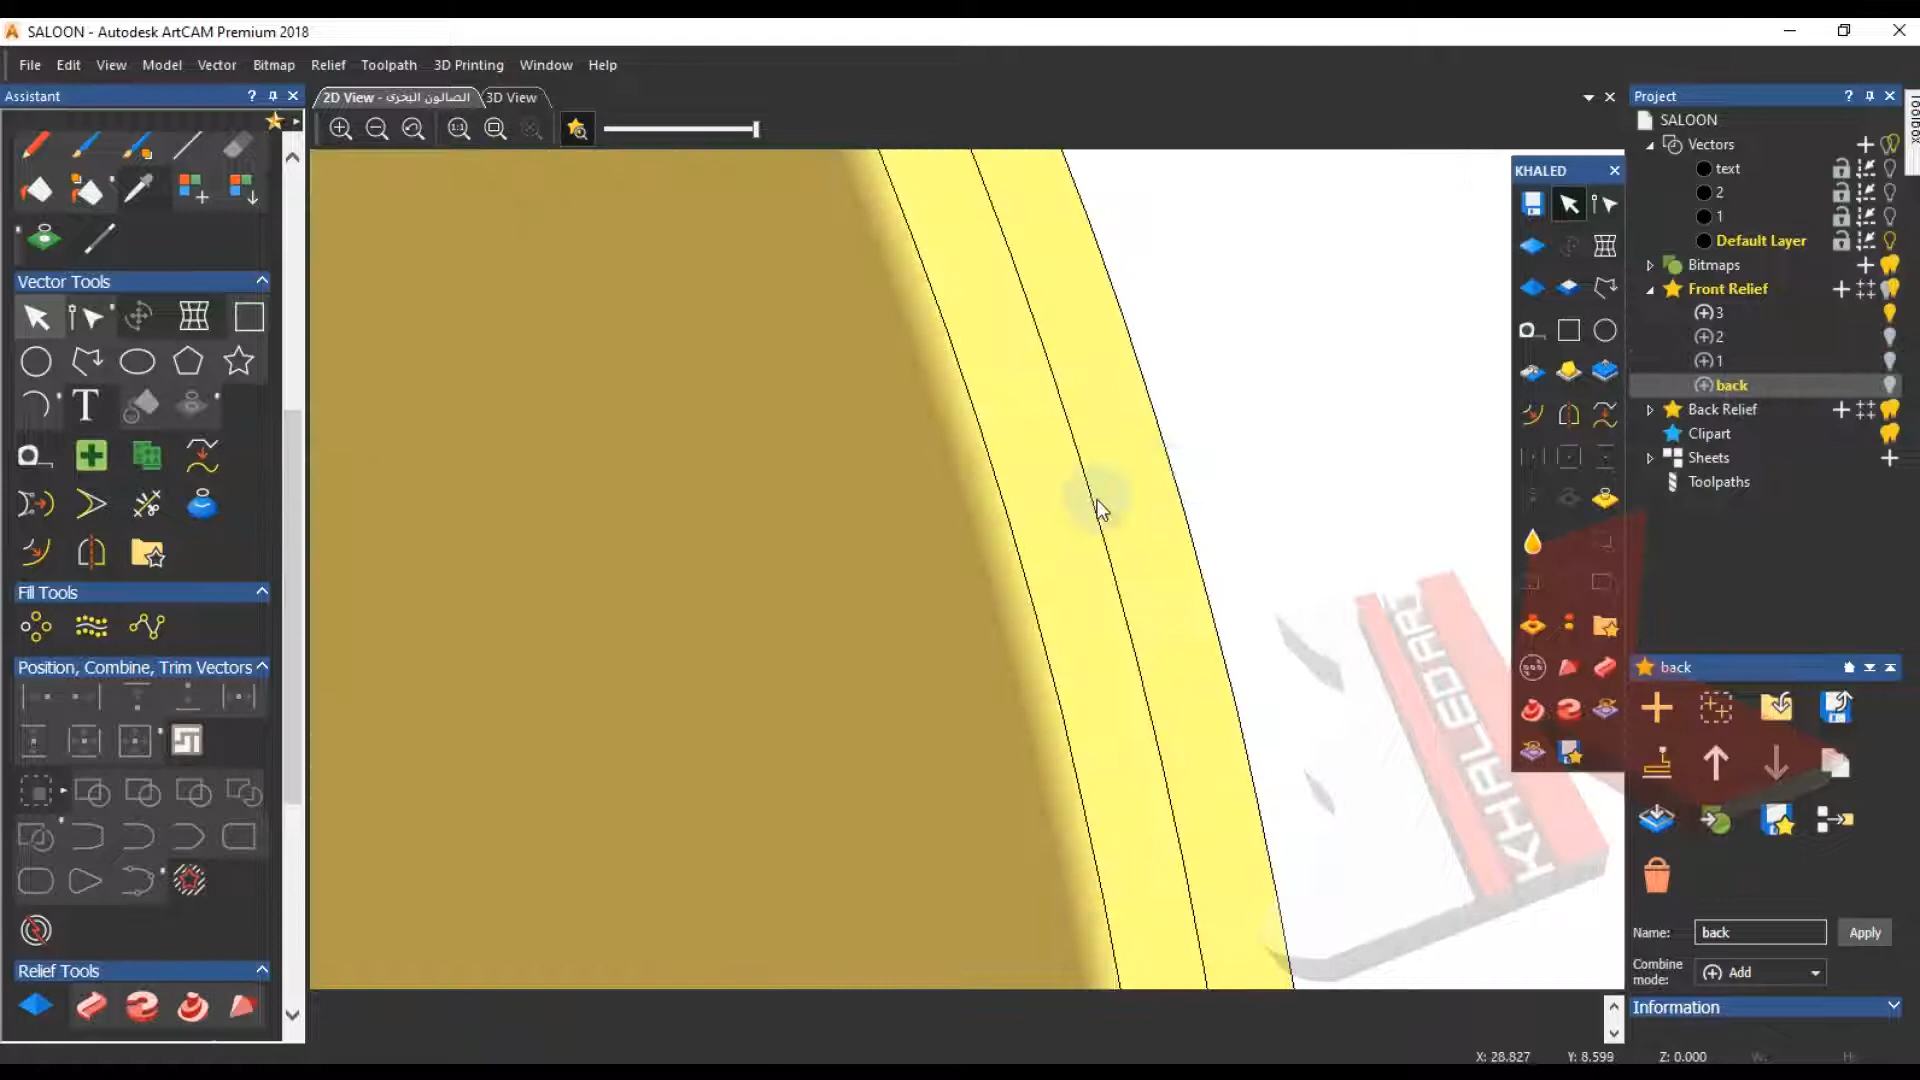 SALOON - Autodesk ArtCAM Premium 2018
File Edit View Model Vector Bitmap Relief Toolpath 3D Printing Window Help
Assistant
2D View - الصالون البحرى
3D View
Project
Toolbox
SALOON
Vectors
text
2
1
Default Layer
Bitmaps
Front Relief
3
2
1
back
Back Relief
Clipart
Sheets
Toolpaths
KHALED
Vector Tools
Fill Tools
Position, Combine, Trim Vectors
Relief Tools
KHALEDAR
back
Name: back Apply
Combine mode: Add
Information
X: 28.827 Y: 8.599 Z: 0.000 W: H: